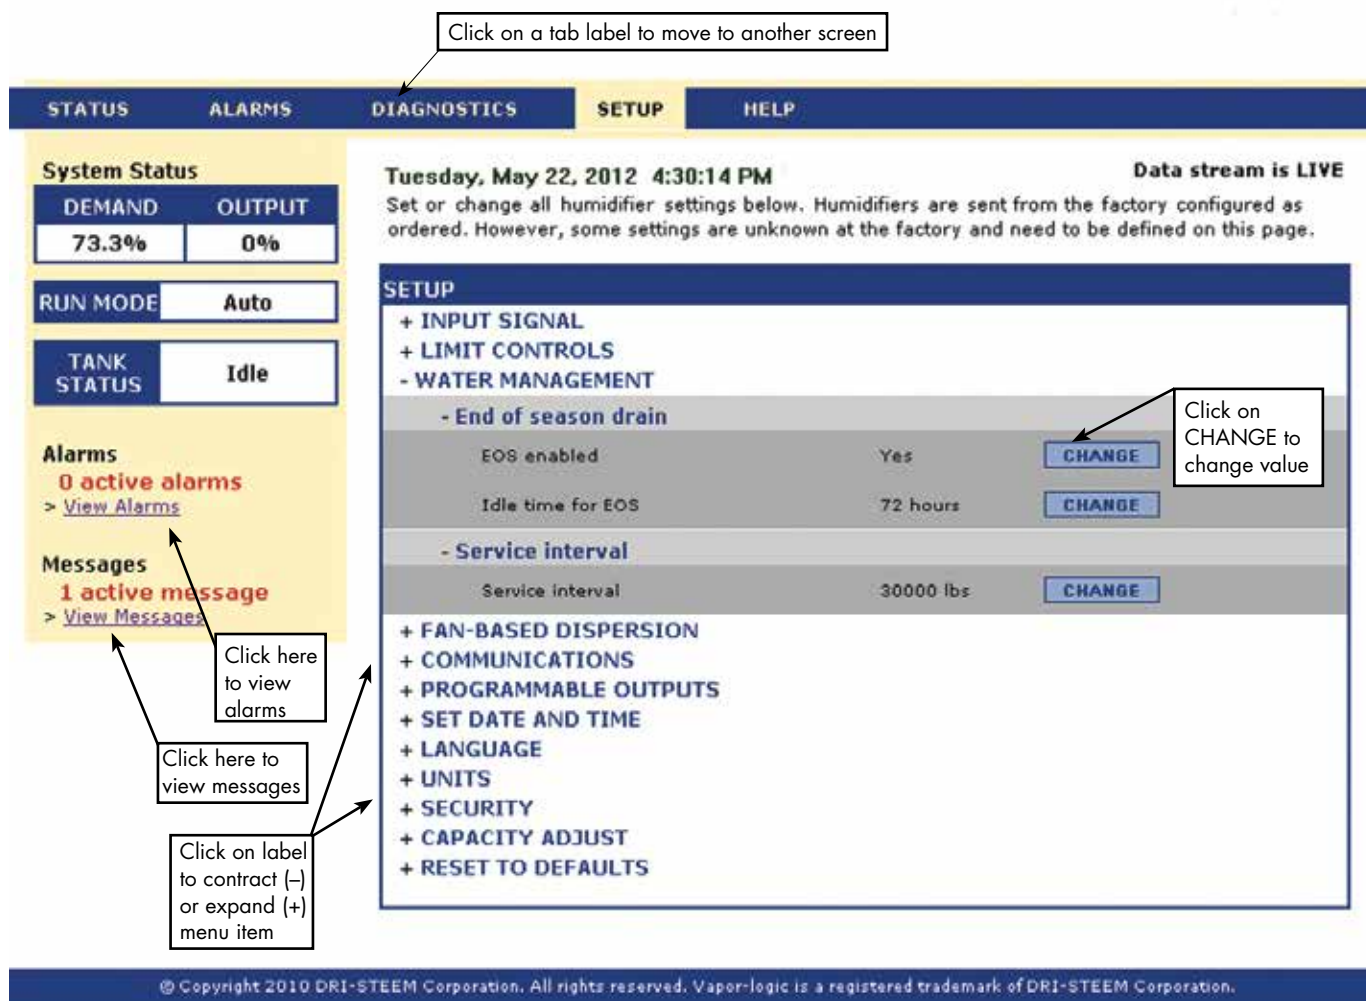 Click on a tab label to move to another screen
STATUS ALARMS DIAGNOSTICS SETUP HELP
System Status
DEMAND OUTPUT
73.3% 0%
RUN MODE Auto
TANK
STATUS
Idle
Alarms
0 active alarms
> View Alarms
Messages
1 active message
> View Messages
Click here
to view
alarms
Click here to
view messages
Click on label
to contract (–)
or expand (+)
menu item
Tuesday, May 22, 2012 4:30:14 PM
Data stream is LIVE
Set or change all humidifier settings below. Humidifiers are sent from the factory configured as
ordered. However, some settings are unknown at the factory and need to be defined on this page.
SETUP
+ INPUT SIGNAL
+ LIMIT CONTROLS
- WATER MANAGEMENT
- End of season drain
EOS enabled Yes CHANGE
Idle time for EOS 72 hours CHANGE
- Service interval
Service interval 30000 lbs CHANGE
Click on
CHANGE to
change value
+ FAN-BASED DISPERSION
+ COMMUNICATIONS
+ PROGRAMMABLE OUTPUTS
+ SET DATE AND TIME
+ LANGUAGE
+ UNITS
+ SECURITY
+ CAPACITY ADJUST
+ RESET TO DEFAULTS
© Copyright 2010 DRI-STEEM Corporation. All rights reserved. Vapor-logic is a registered trademark of DRI-STEEM Corporation.